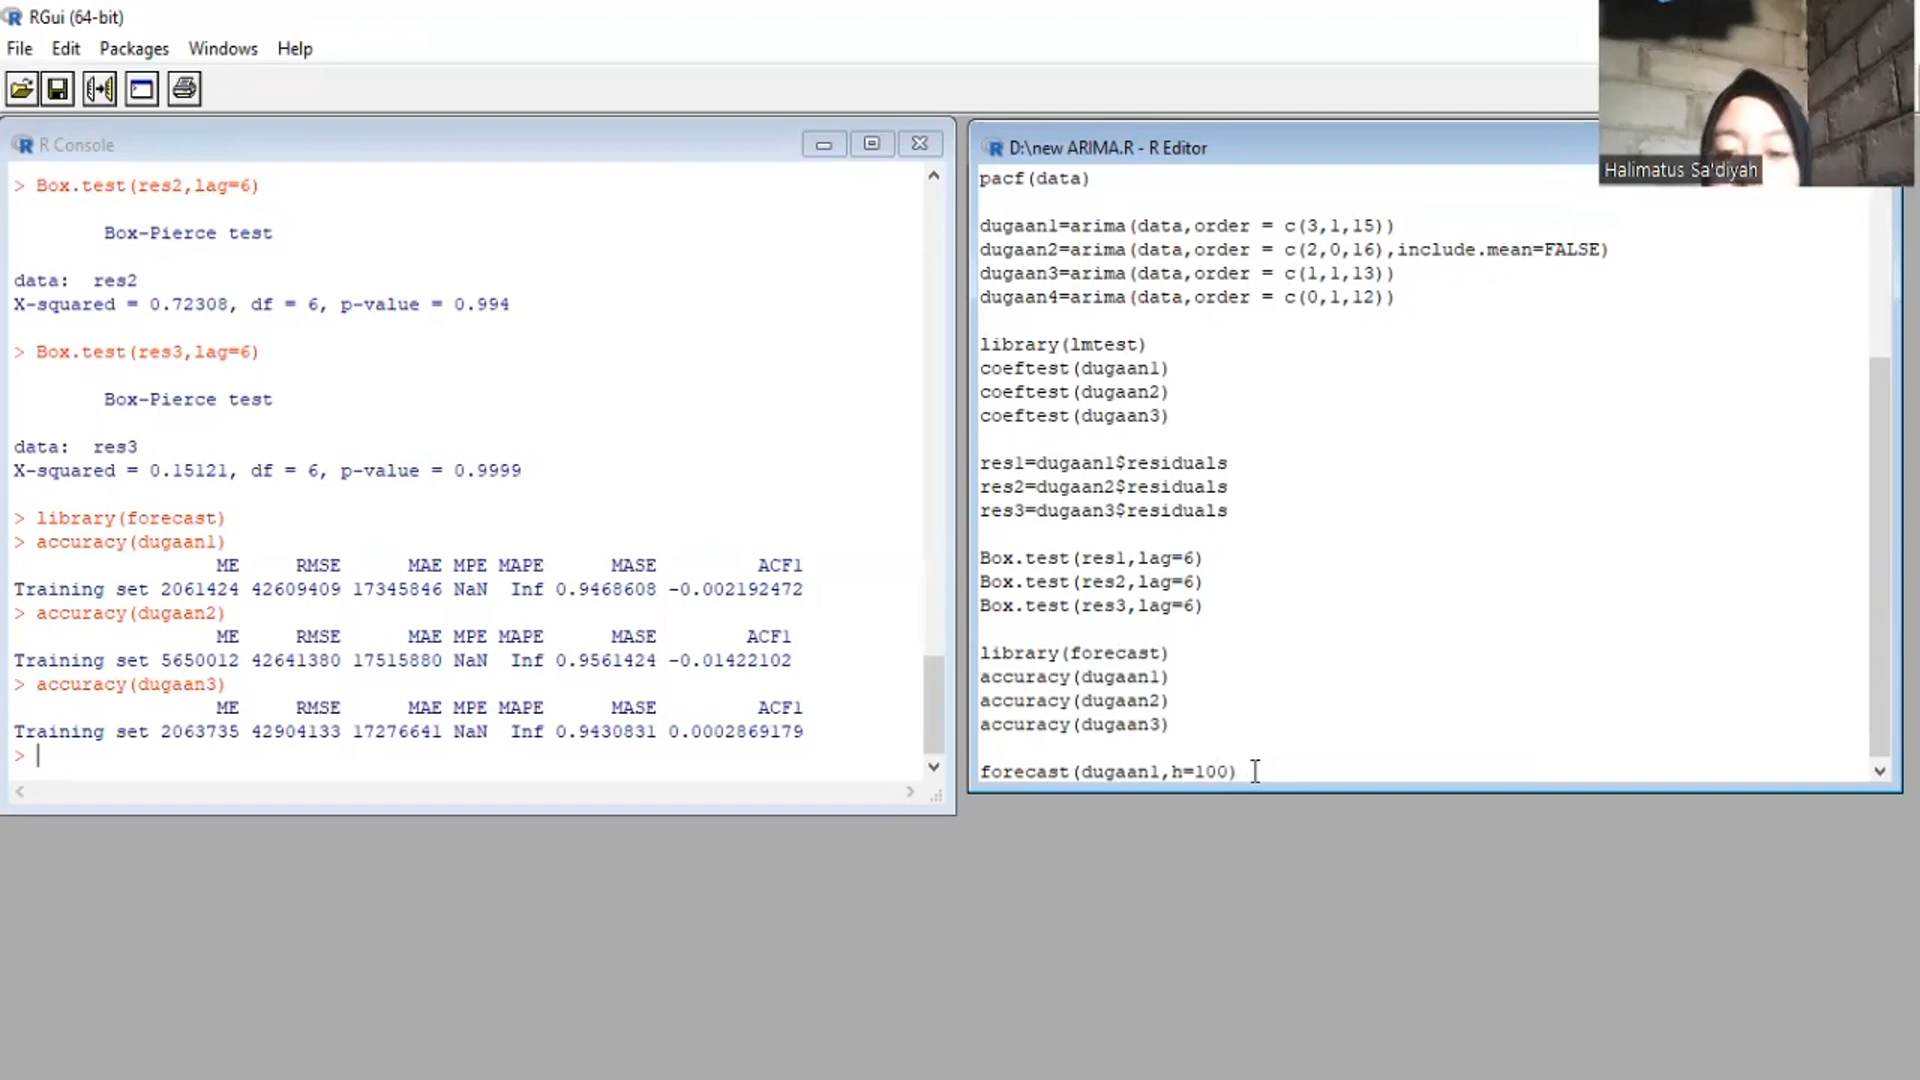 RGui (64-bit)
File Edit Packages Windows Help
R Console
> Box.test(res2,lag=6)
Box-Pierce test
data:  res2
X-squared = 0.72308, df = 6, p-value = 0.994
> Box.test(res3,lag=6)
Box-Pierce test
data:  res3
X-squared = 0.15121, df = 6, p-value = 0.9999
> library(forecast)
> accuracy(dugaan1)
ME RMSE MAE MPE MAPE MASE ACF1
Training set 2061424 42609409 17345846 NaN Inf 0.9468608 -0.002192472
> accuracy(dugaan2)
ME RMSE MAE MPE MAPE MASE ACF1
Training set 5650012 42641380 17515880 NaN Inf 0.9561424 -0.01422102
> accuracy(dugaan3)
ME RMSE MAE MPE MAPE MASE ACF1
Training set 2063735 42904133 17276641 NaN Inf 0.9430831 0.0002869179
>
D:\new ARIMA.R - R Editor
pacf(data)
dugaan1=arima(data,order = c(3,1,15))
dugaan2=arima(data,order = c(2,0,16),include.mean=FALSE)
dugaan3=arima(data,order = c(1,1,13))
dugaan4=arima(data,order = c(0,1,12))
library(lmtest)
coeftest(dugaan1)
coeftest(dugaan2)
coeftest(dugaan3)
res1=dugaan1$residuals
res2=dugaan2$residuals
res3=dugaan3$residuals
Box.test(res1,lag=6)
Box.test(res2,lag=6)
Box.test(res3,lag=6)
library(forecast)
accuracy(dugaan1)
accuracy(dugaan2)
accuracy(dugaan3)
forecast(dugaan1,h=100)
Halimatus Sa'diyah